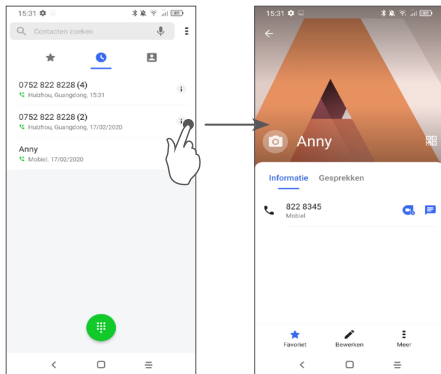 15:31
Contacten zoeken
0752 822 8228 (4)
Huizhou, Guangdong, 15:31
0752 822 8228 (2)
Huizhou, Guangdong, 17/02/2020
Anny
Mobiel, 17/02/2020
15:31
Anny
Informatie Gesprekken
822 8345
Mobiel
Favoriet Bewerken Meer